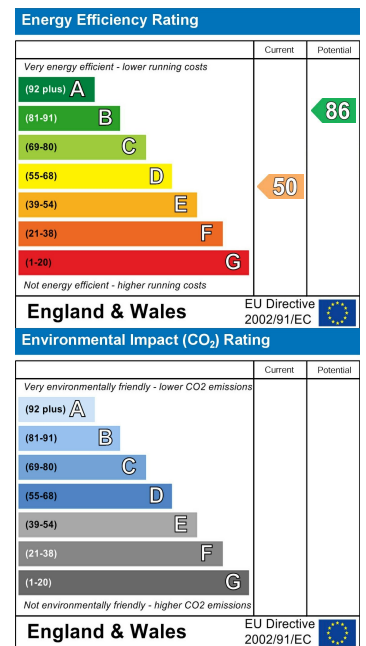 Energy Efficiency Rating
Current Potential
Very energy efficient - lower running costs
(92 plus) A
(81-91) B
86
(69-80) C
(55-68) D
50
(39-54) E
(21-38) F
(1-20) G
Not energy efficient - higher running costs
England & Wales
EU Directive
2002/91/EC
Environmental Impact (CO₂) Rating
Current Potential
Very environmentally friendly - lower CO2 emissions
(92 plus) A
(81-91) B
(69-80) C
(55-68) D
(39-54) E
(21-38) F
(1-20) G
Not environmentally friendly - higher CO2 emissions
England & Wales
EU Directive
2002/91/EC